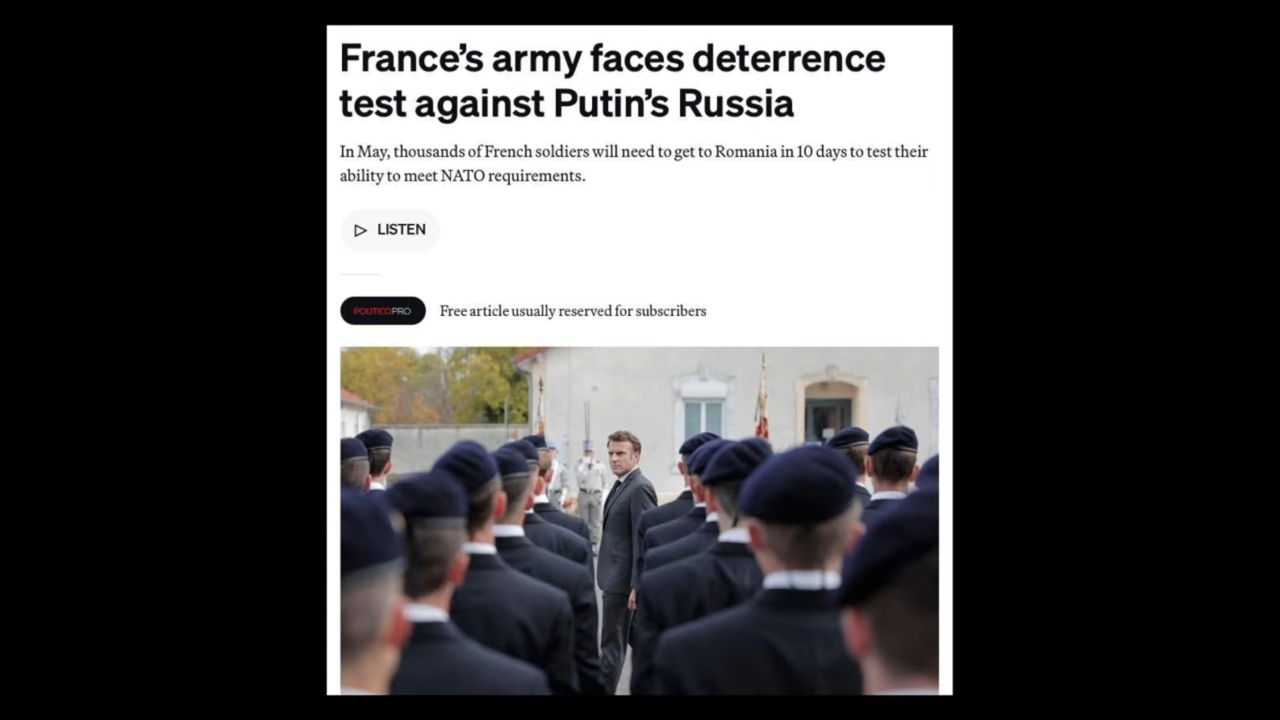 France’s army faces deterrence
test against Putin’s Russia
In May, thousands of French soldiers will need to get to Romania in 10 days to test their
ability to meet NATO requirements.
LISTEN
POLITICOPRO
Free article usually reserved for subscribers